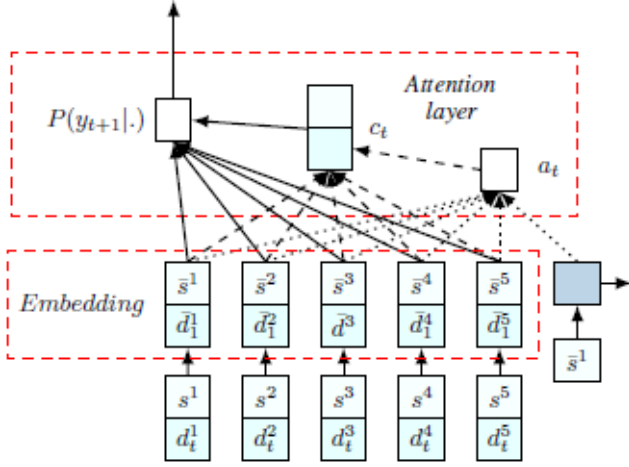 Attention
layer
P(y_{t+1}|.)
c_t
a_t
Embedding
s̄^1 s̄^2 s̄^3 s̄^4 s̄^5
d̄_1^1 d̄_1^2 d̄^3 d̄_1^4 d̄_1^5
s̄^1
s^1 s^2 s^3 s^4 s^5
d_t^1 d_t^2 d_t^3 d_t^4 d_t^5